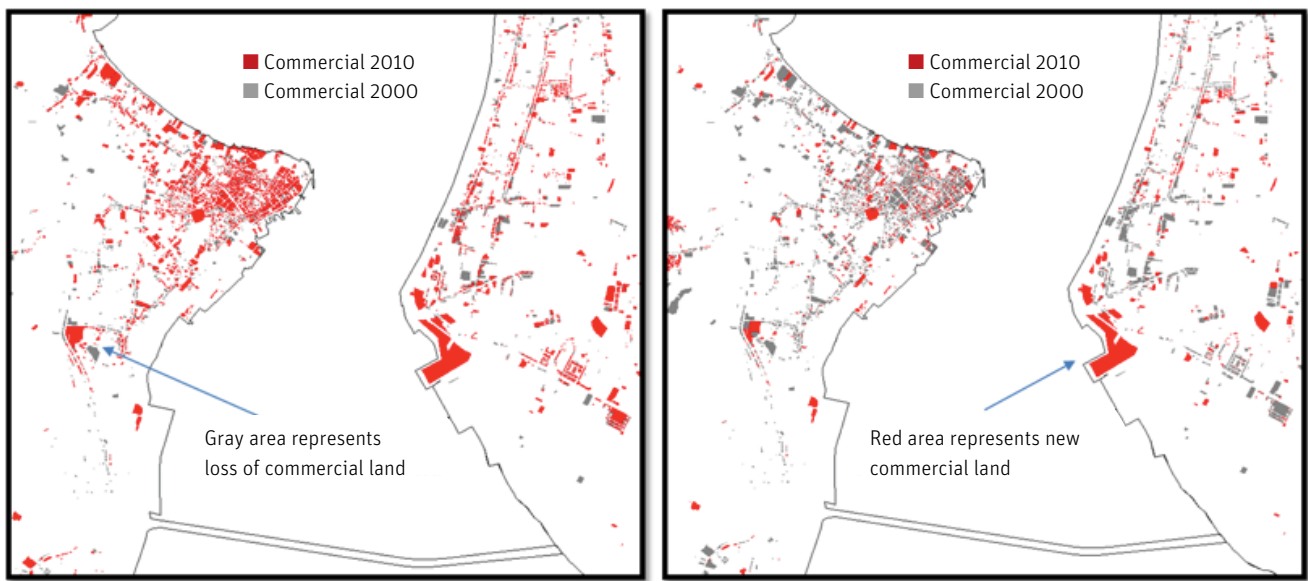 Commercial 2010
Commercial 2000
Gray area represents
loss of commercial land
Commercial 2010
Commercial 2000
Red area represents new
commercial land